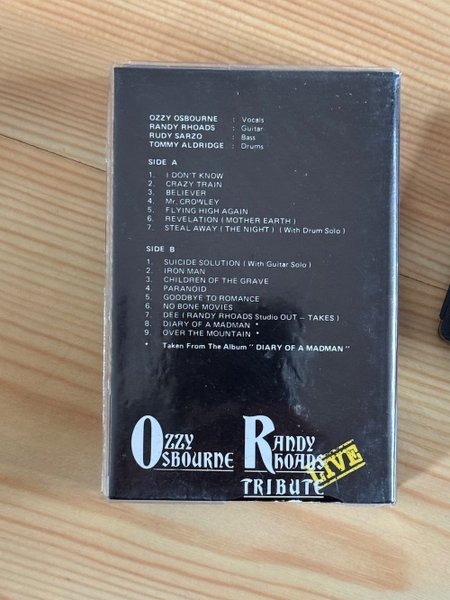 OZZY OSBOURNE : Vocals
RANDY RHOADS : Guitar
RUDY SARZO : Bass
TOMMY ALDRIDGE : Drums
SIDE A
1. I DON'T KNOW
2. CRAZY TRAIN
3. BELIEVER
4. Mr. CROWLEY
5. FLYING HIGH AGAIN
6. REVELATION ( MOTHER EARTH )
7. STEAL AWAY ( THE NIGHT ) ( With Drum Solo )
SIDE B
1. SUICIDE SOLUTION ( With Guitar Solo )
2. IRON MAN
3. CHILDREN OF THE GRAVE
4. PARANOID
5. GOODBYE TO ROMANCE
6. NO BONE MOVIES
7. DEE ( RANDY RHOADS Studio OUT - TAKES )
8. DIARY OF A MADMAN *
9. OVER THE MOUNTAIN *
* Taken From The Album " DIARY OF A MADMAN "
OZZY OSBOURNE RANDY RHOADS
TRIBUTE
LIVE